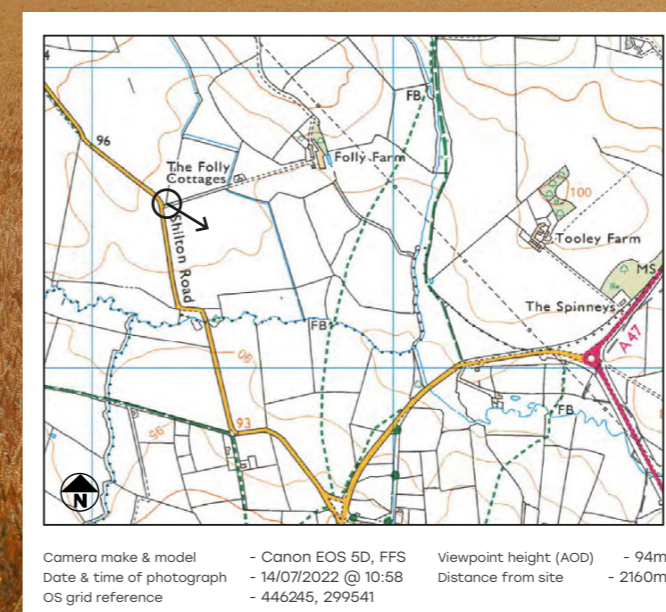 4
96
The Folly
Cottages
Folly Farm
FB
100
Tooley Farm
Shilton Road
MS
The Spinneys
A47
FB
90
FB
93
95
N
Camera make & model - Canon EOS 5D, FFS
Date & time of photograph - 14/07/2022 @ 10:58
OS grid reference - 446245, 299541
Viewpoint height (AOD) - 94m
Distance from site - 2160m